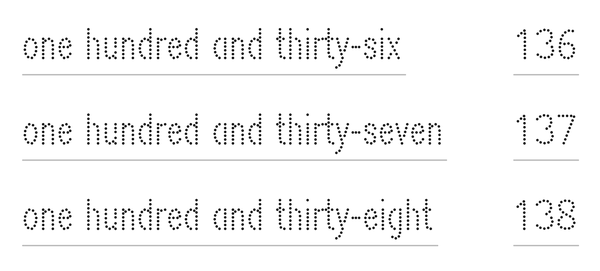 one hundred and thirty-six 136
one hundred and thirty-seven 137
one hundred and thirty-eight 138